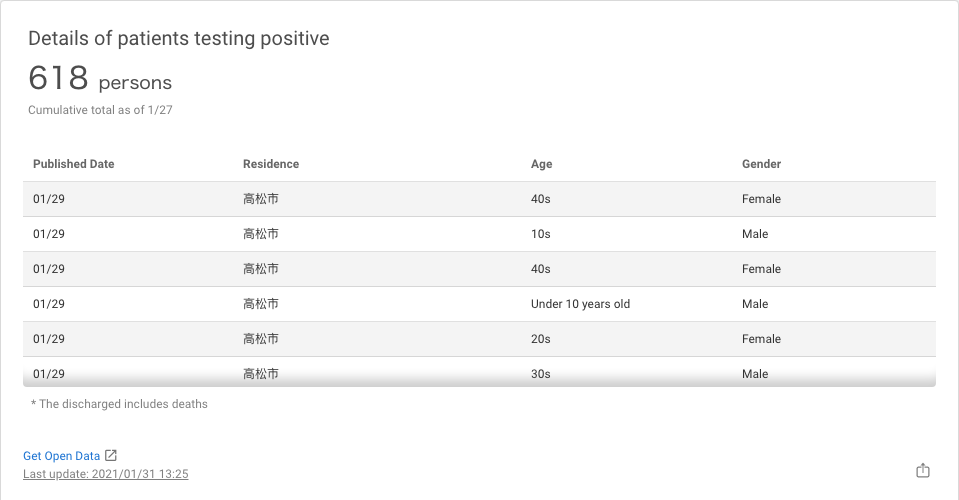 Details of patients testing positive
618 persons
Cumulative total as of 1/27
Published Date Residence Age Gender
01/29 高松市 40s Female
01/29 高松市 10s Male
01/29 高松市 40s Female
01/29 高松市 Under 10 years old Male
01/29 高松市 20s Female
01/29 高松市 30s Male
* The discharged includes deaths
Get Open Data
Last update: 2021/01/31 13:25